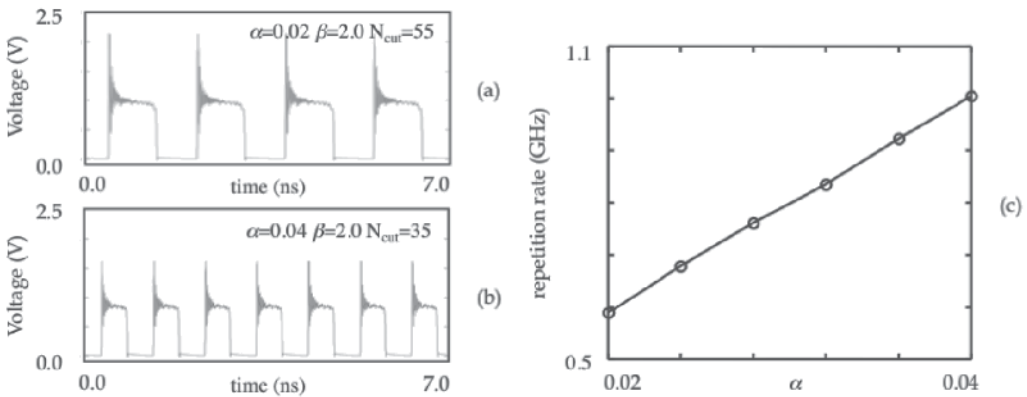 2.5
α=0.02 β=2.0 N_cut=55
Voltage (V)
(a)
0.0
0.0
time (ns)
7.0
2.5
α=0.04 β=2.0 N_cut=35
Voltage (V)
(b)
0.0
0.0
time (ns)
7.0
1.1
repetition rate (GHz)
(c)
0.5
0.02
α
0.04